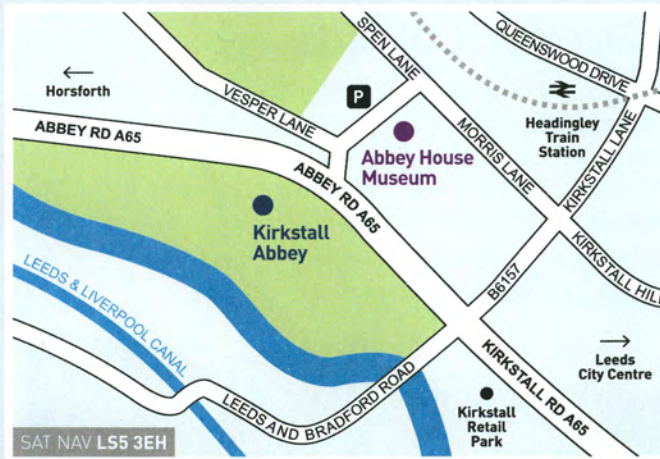 ←
Horsforth
ABBEY RD A65
VESPER LANE
P
SPEN LANE
QUEENSWOOD DRIVE
Headingley
Train
Station
MORRIS LANE
KIRKSTALL LANE
Abbey House
Museum
ABBEY RD A65
Kirkstall
Abbey
KIRKSTALL HILL
B6157
LEEDS & LIVERPOOL CANAL
→
Leeds
City Centre
KIRKSTALL RD A65
LEEDS AND BRADFORD ROAD
Kirkstall
Retail
Park
SAT NAV LS5 3EH